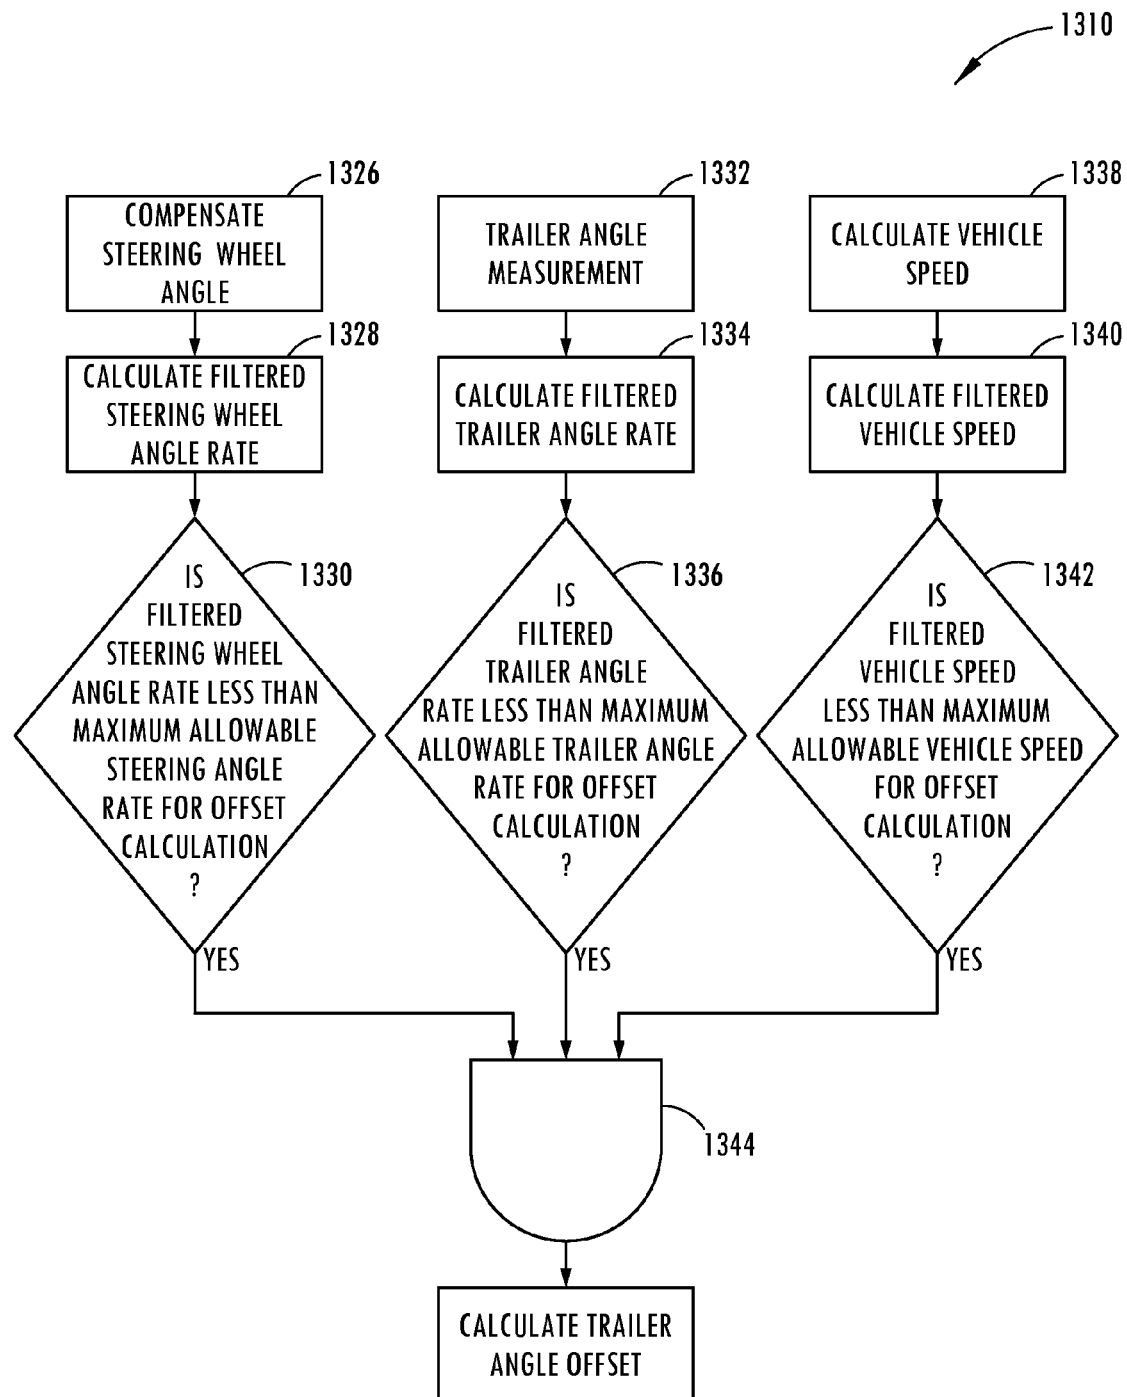 1310
1326
COMPENSATE
STEERING WHEEL
ANGLE
1332
TRAILER ANGLE
MEASUREMENT
1338
CALCULATE VEHICLE
SPEED
1328
CALCULATE FILTERED
STEERING WHEEL
ANGLE RATE
1334
CALCULATE FILTERED
TRAILER ANGLE RATE
1340
CALCULATE FILTERED
VEHICLE SPEED
1330
IS
FILTERED
STEERING WHEEL
ANGLE RATE LESS THAN
MAXIMUM ALLOWABLE
STEERING ANGLE
RATE FOR OFFSET
CALCULATION
?
YES
1336
IS
FILTERED
TRAILER ANGLE
RATE LESS THAN MAXIMUM
ALLOWABLE TRAILER ANGLE
RATE FOR OFFSET
CALCULATION
?
YES
1342
IS
FILTERED
VEHICLE SPEED
LESS THAN MAXIMUM
ALLOWABLE VEHICLE SPEED
FOR OFFSET
CALCULATION
?
YES
1344
CALCULATE TRAILER
ANGLE OFFSET